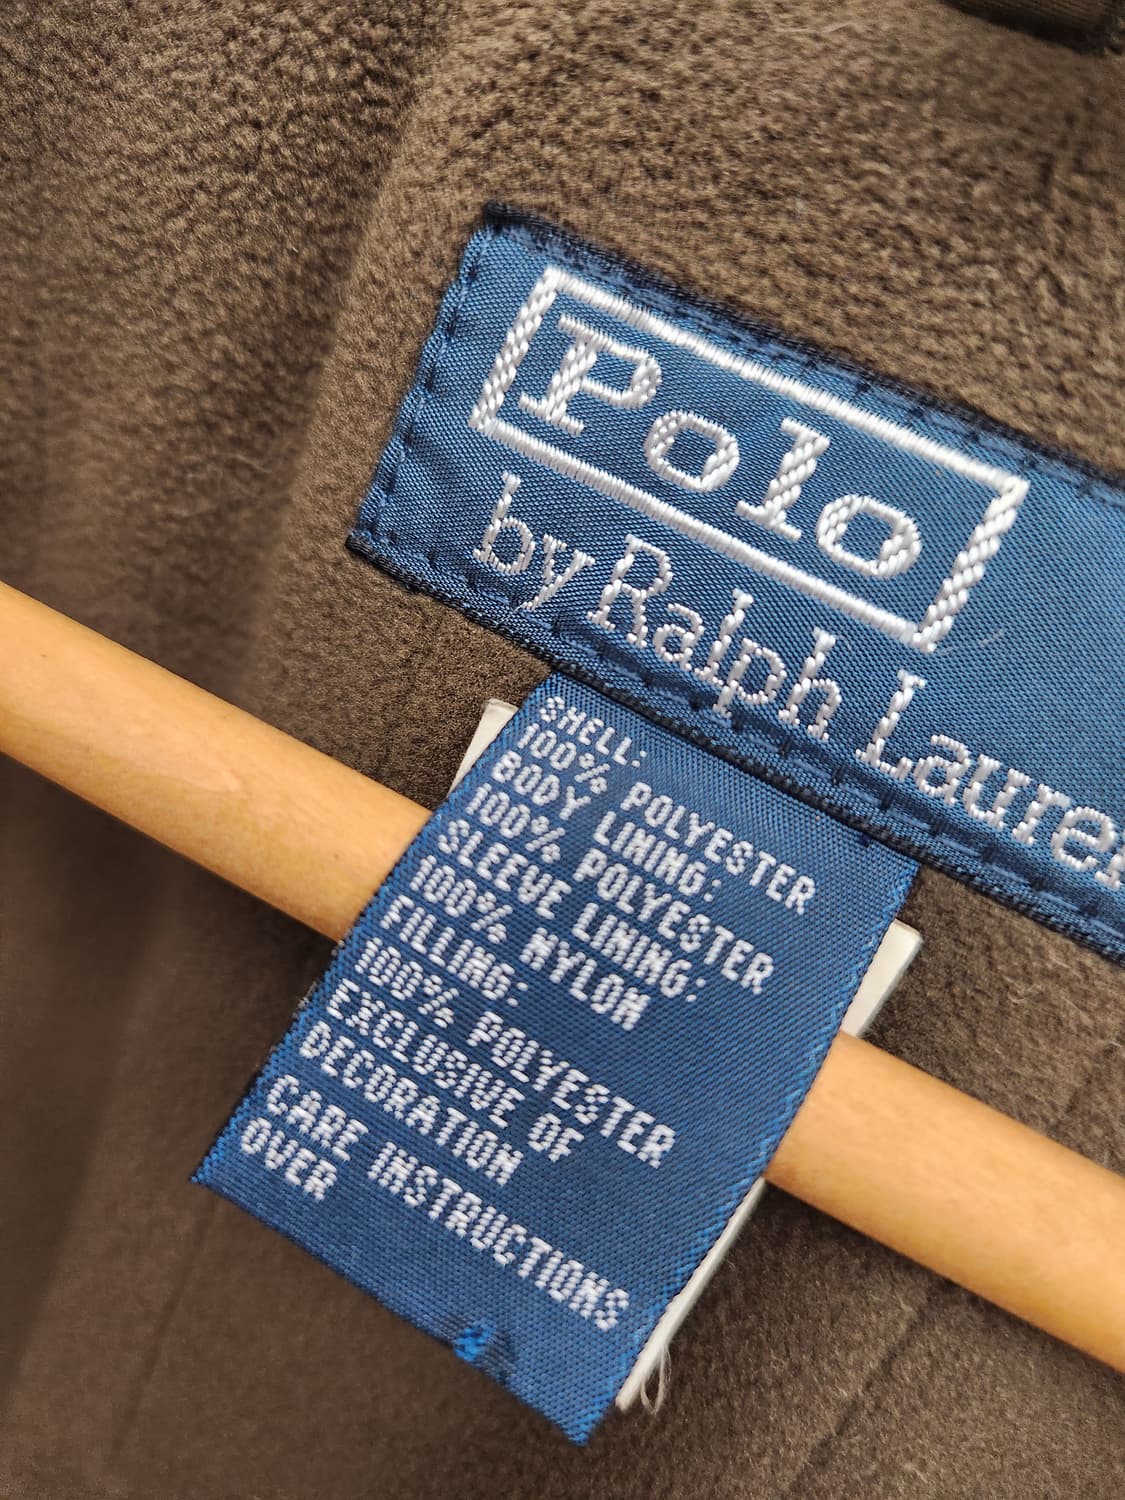 Polo
by Ralph Lauren
SHELL:
100% POLYESTER
BODY LINING:
100% POLYESTER
SLEEVE LINING:
100% NYLON
FILLING:
100% POLYESTER
EXCLUSIVE OF
DECORATION
CARE INSTRUCTIONS
OVER